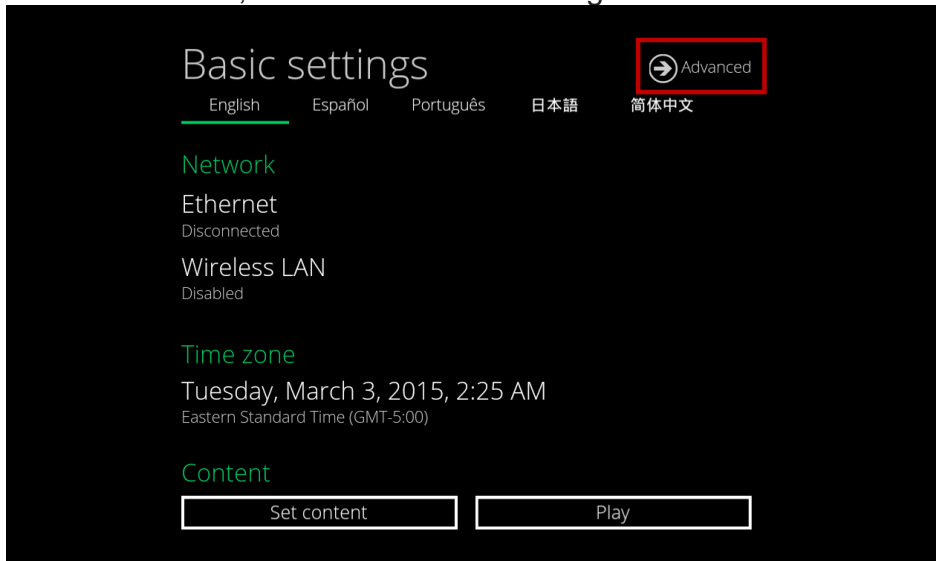 Basic settings
Advanced
English Español Português 日本語 简体中文
Network
Ethernet
Disconnected
Wireless LAN
Disabled
Time zone
Tuesday, March 3, 2015, 2:25 AM
Eastern Standard Time (GMT-5:00)
Content
Set content Play